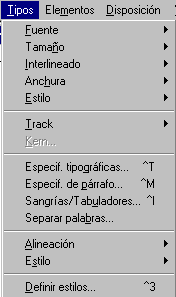 Tipos Elementos Disposición
Fuente
Tamaño
Interlineado
Anchura
Estilo
Track
Kern...
Especif. tipográficas... ^T
Especif. de párrafo... ^M
Sangrías/Tabuladores... ^I
Separar palabras...
Alineación
Estilo
Definir estilos... ^3